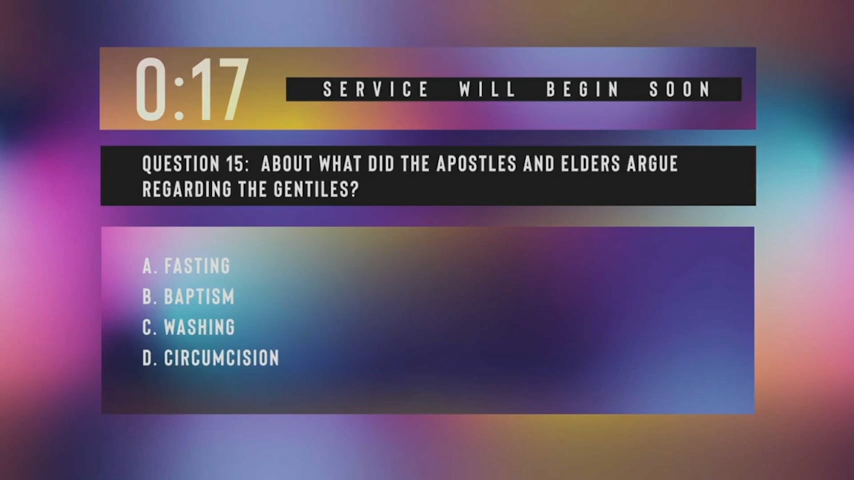 0:17
SERVICE WILL BEGIN SOON
QUESTION 15: ABOUT WHAT DID THE APOSTLES AND ELDERS ARGUE
REGARDING THE GENTILES?
A. FASTING
B. BAPTISM
C. WASHING
D. CIRCUMCISION